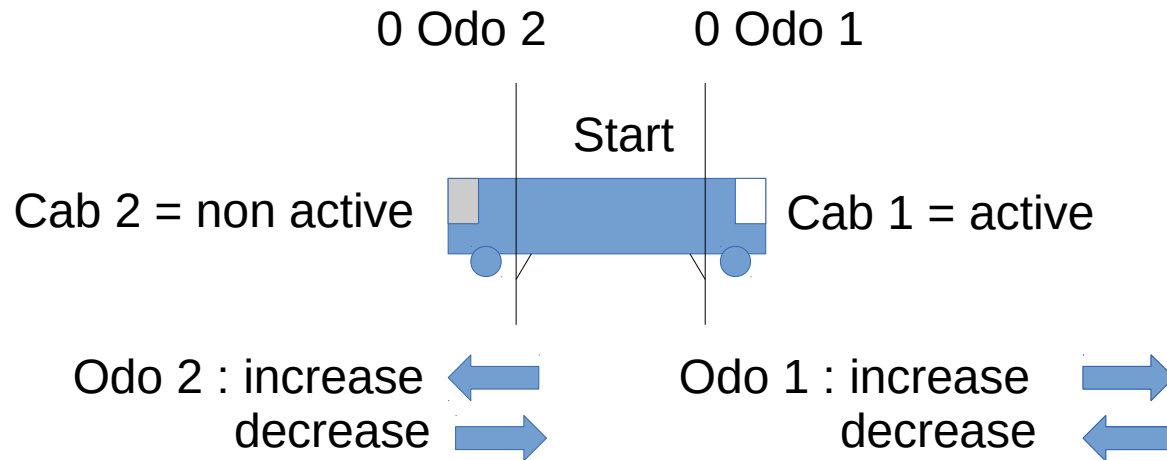 0 Odo 2
0 Odo 1
Start
Cab 2 = non active
Cab 1 = active
Odo 2 : increase
decrease
Odo 1 : increase
decrease